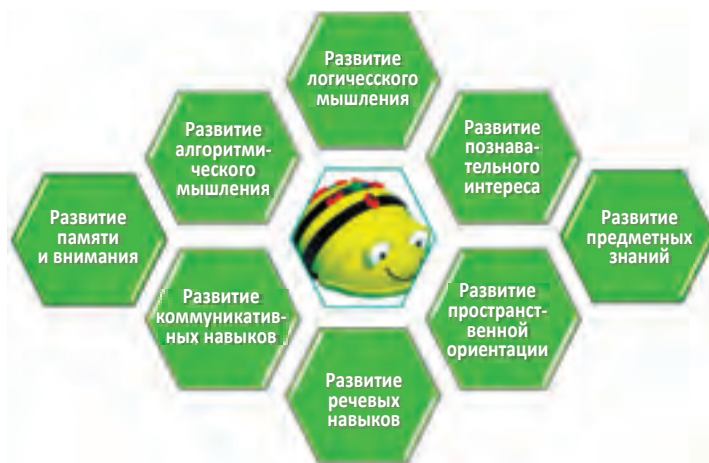 Развитие
логичесского
мышления
Развитие
алгоритми-
ческого
мышления
Развитие
познава-
тельного
интереса
Развитие
памяти
и внимания
Развитие
предметных
знаний
Развитие
коммуникатив-
ных навыков
Развитие
пространст-
венной
ориентации
Развитие
речевых
навыков